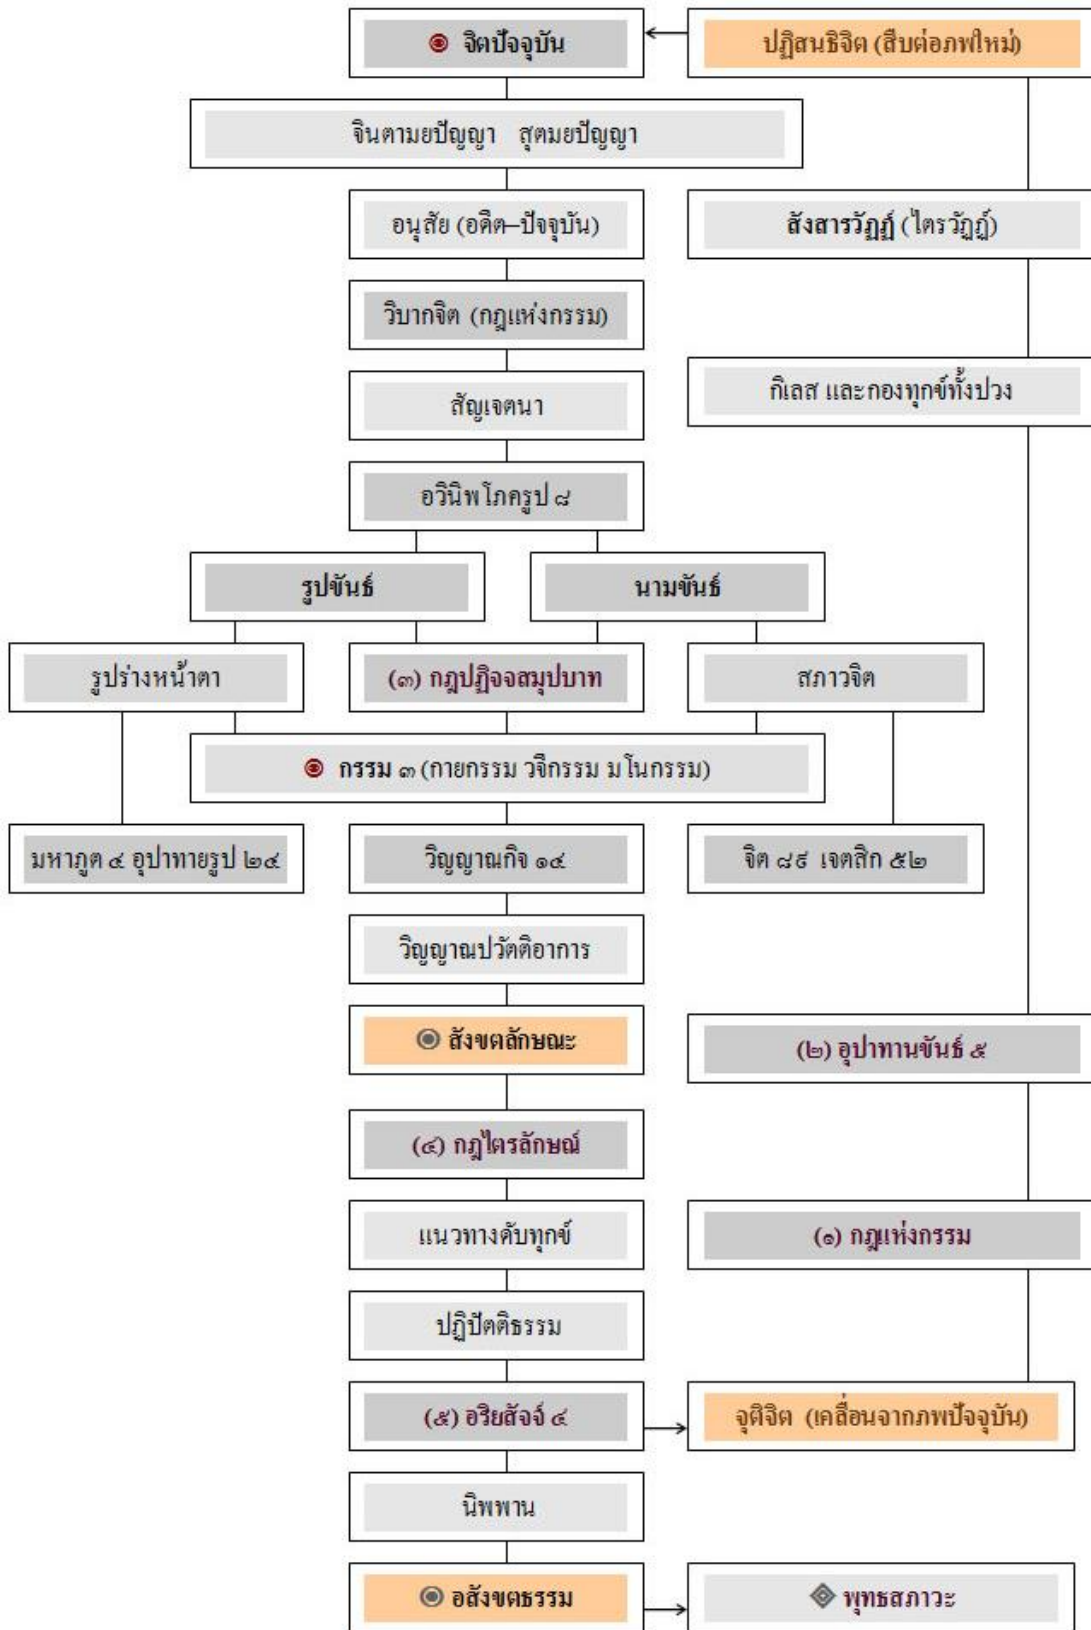 จิตปัจจุบัน
ปฏิสนธิจิต (สืบต่อภพใหม่)
จินตามยปัญญา สุตมยปัญญา
อนุสัย (อดีต–ปัจจุบัน)
สังสารวัฏฏ์ (ไตรวัฏฏ์)
วิบากจิต (กฎแห่งกรรม)
สัญเจตนา
กิเลส และกองทุกข์ทั้งปวง
อวินิพโภครูป ๘
รูปขันธ์
นามขันธ์
รูปร่างหน้าตา
(๓) กฎปฏิจจสมุปบาท
สภาวจิต
กรรม ๓ (กายกรรม วจีกรรม มโนกรรม)
มหาภูต ๔ อุปาทายรูป ๒๔
วิญญาณกิจ ๑๔
จิต ๘๙ เจตสิก ๕๒
วิญญาณปวัตติอาการ
สังขตลักษณะ
(๒) อุปาทานขันธ์ ๕
(๔) กฎไตรลักษณ์
แนวทางดับทุกข์
(๑) กฎแห่งกรรม
ปฏิปัตติธรรม
(๕) อริยสัจจ์ ๔
จุติจิต (เคลื่อนจากภพปัจจุบัน)
นิพพาน
อสังขตธรรม
พุทธสภาวะ